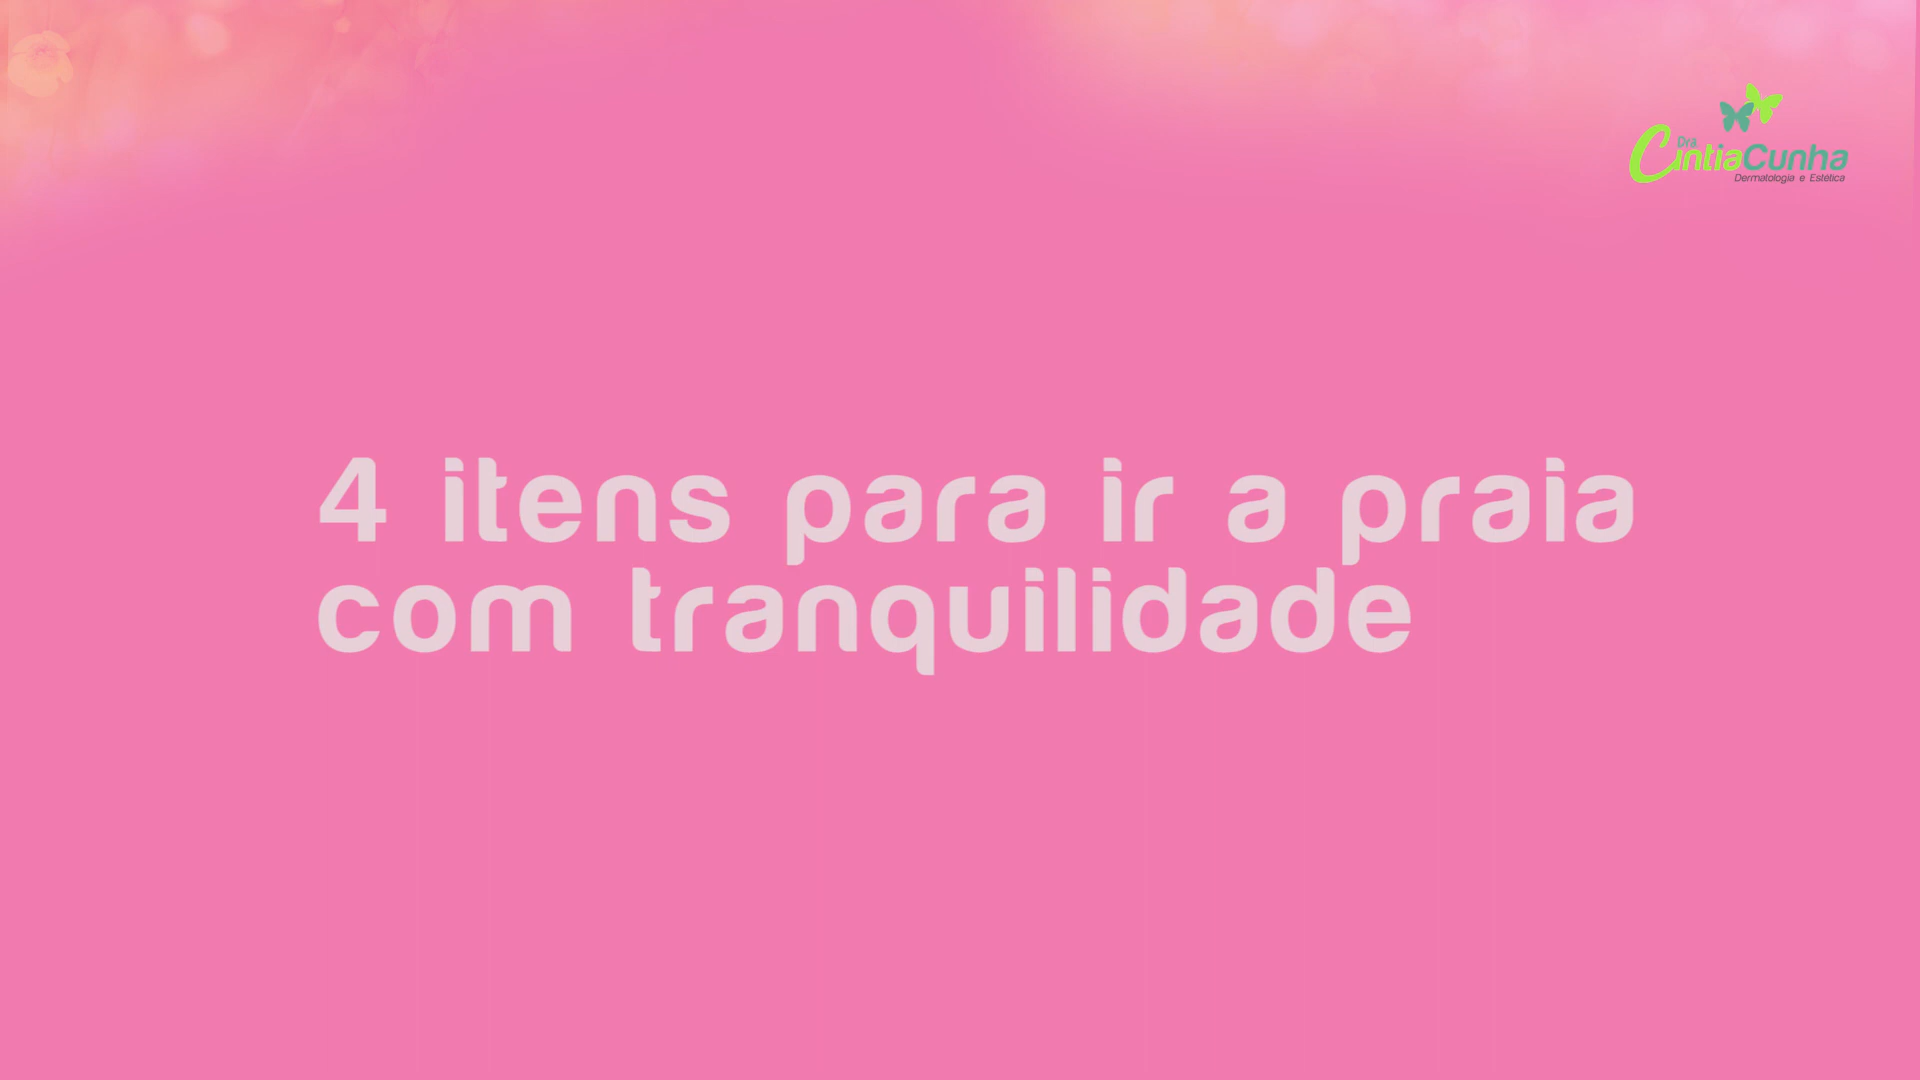 Dra.
CintiaCunha
Dermatologia e Estética
4 itens para ir a praia
com tranquilidade